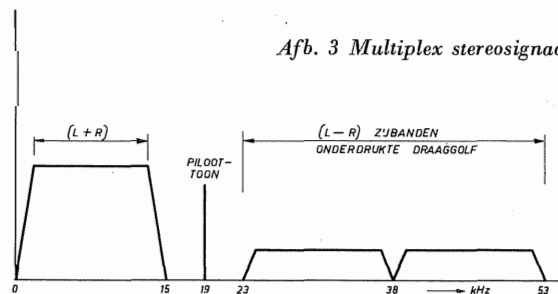 Afb. 3 Multiplex stereosignaa
(L+R)
(L−R) ZIJBANDEN
ONDERDRUKTE DRAAGGOLF
PILOOT-
TOON
0 15 19 23 38 kHz 53